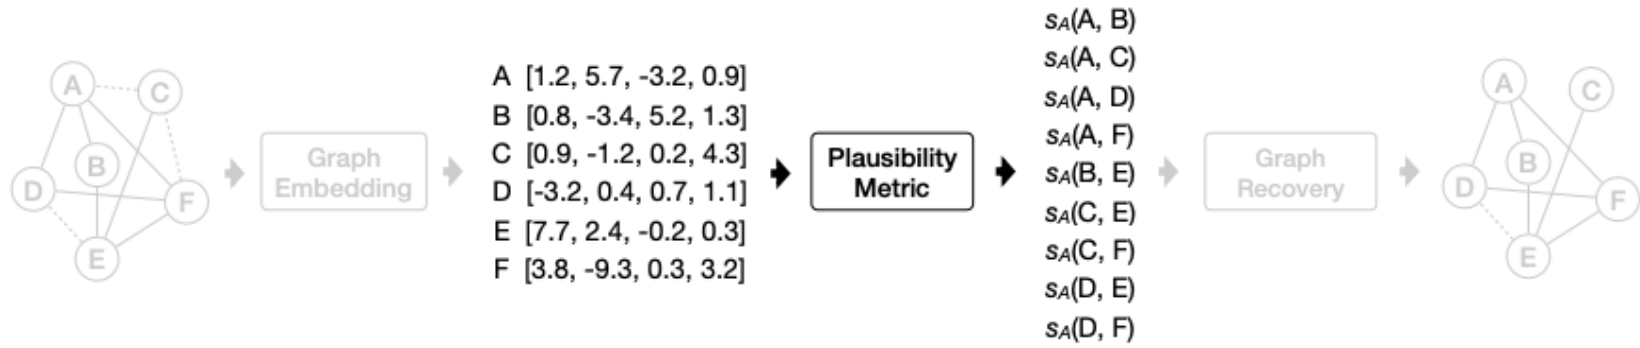 A
C
B
D
F
E
Graph
Embedding
A [1.2, 5.7, -3.2, 0.9]
B [0.8, -3.4, 5.2, 1.3]
C [0.9, -1.2, 0.2, 4.3]
D [-3.2, 0.4, 0.7, 1.1]
E [7.7, 2.4, -0.2, 0.3]
F [3.8, -9.3, 0.3, 3.2]
Plausibility
Metric
sA(A, B)
sA(A, C)
sA(A, D)
sA(A, F)
sA(B, E)
sA(C, E)
sA(C, F)
sA(D, E)
sA(D, F)
Graph
Recovery
A
C
B
D
F
E